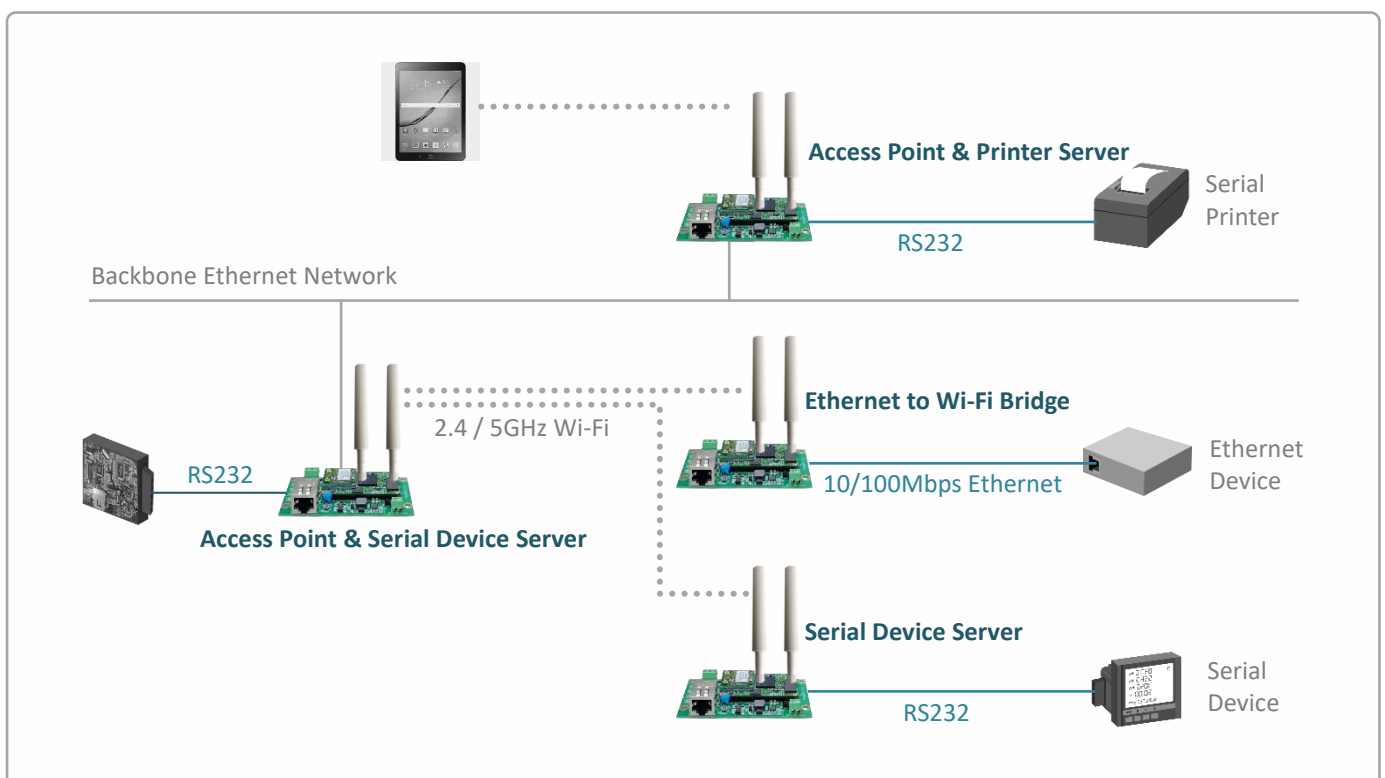 Access Point & Printer Server
Serial
Printer
RS232
Backbone Ethernet Network
Ethernet to Wi-Fi Bridge
2.4 / 5GHz Wi-Fi
Ethernet
Device
RS232
10/100Mbps Ethernet
Access Point & Serial Device Server
Serial Device Server
Serial
Device
RS232